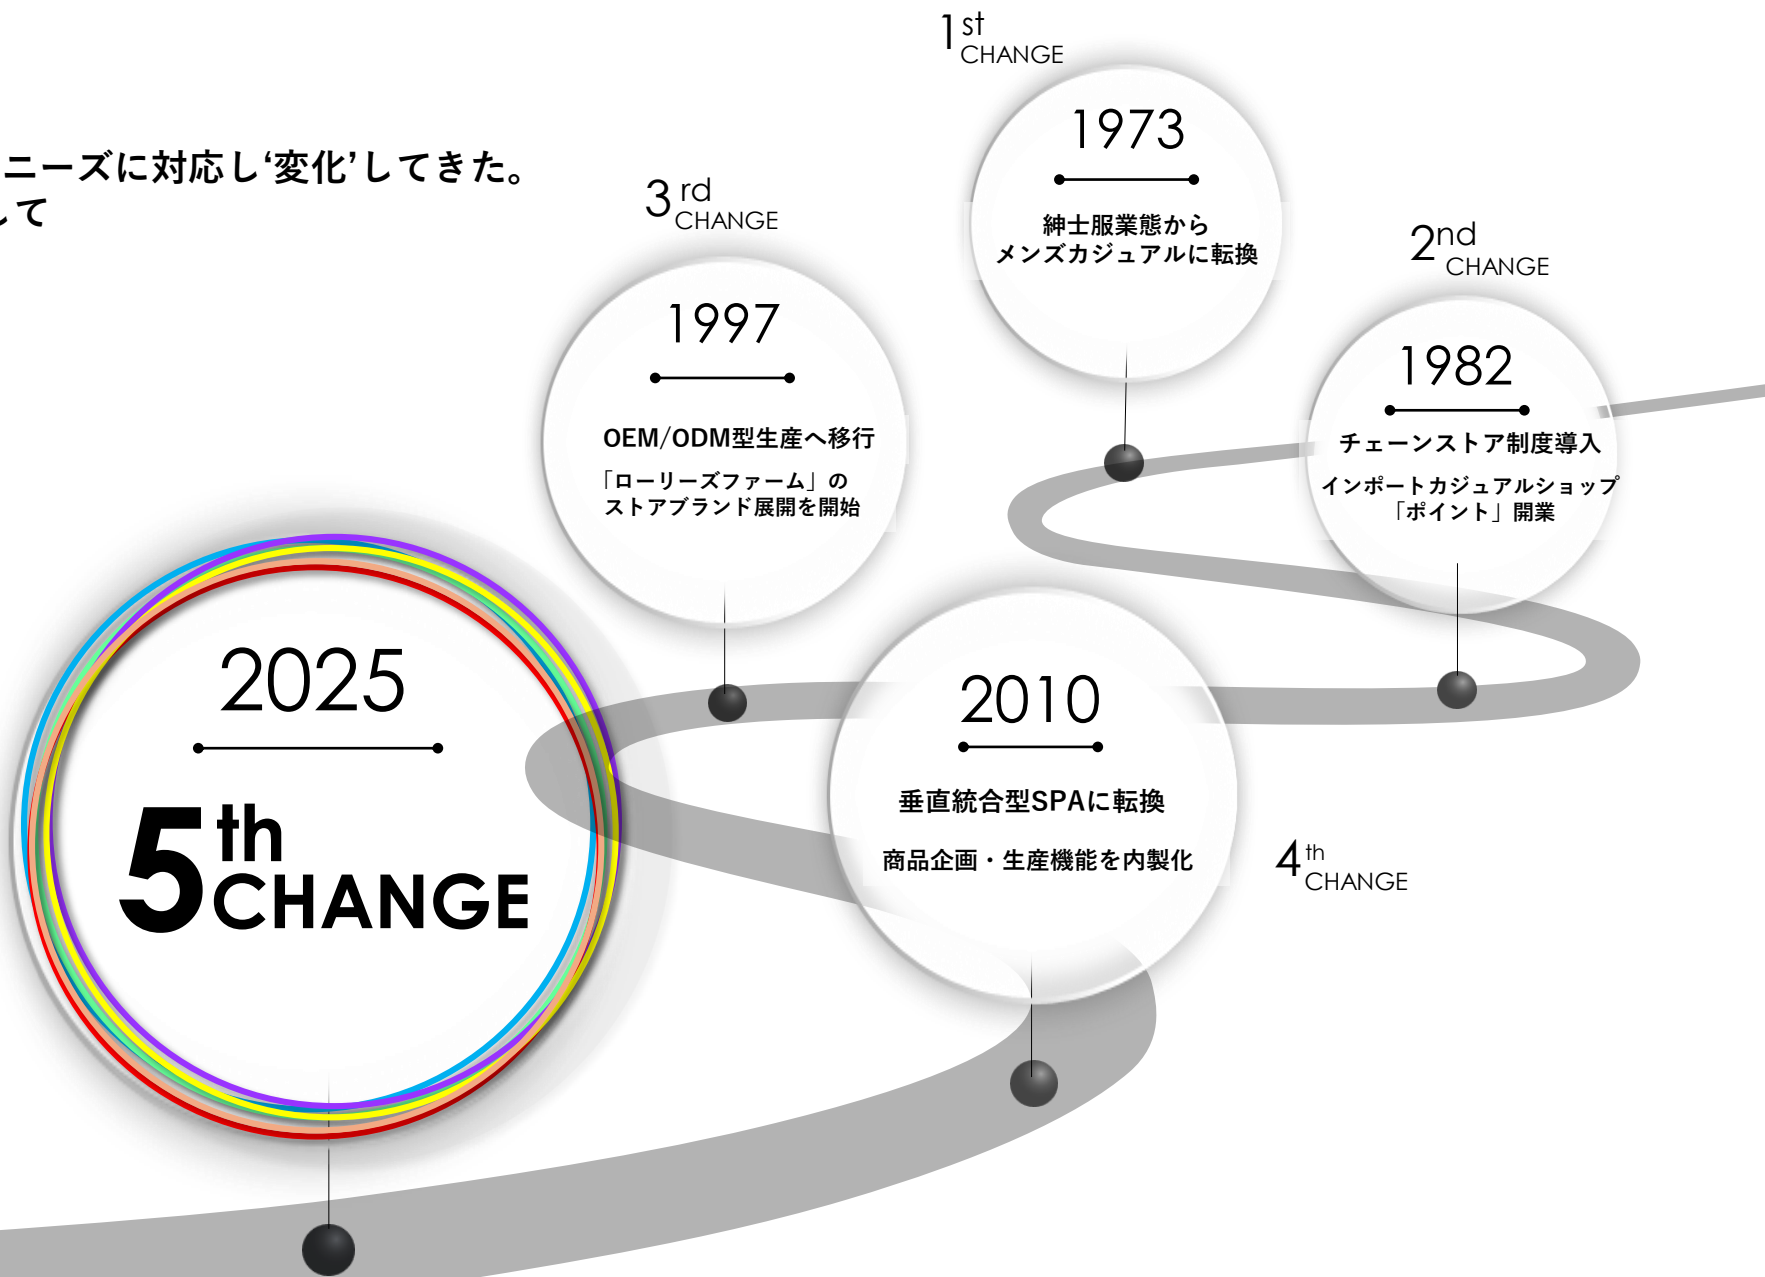 ニーズに対応し‘変化’してきた。
して
1st
CHANGE
1973
紳士服業態から
メンズカジュアルに転換
2nd
CHANGE
1982
チェーンストア制度導入
インポートカジュアルショップ
「ポイント」開業
3rd
CHANGE
1997
OEM/ODM型生産へ移行
「ローリーズファーム」の
ストアブランド展開を開始
4th
CHANGE
2010
垂直統合型SPAに転換
商品企画・生産機能を内製化
2025
5th
CHANGE